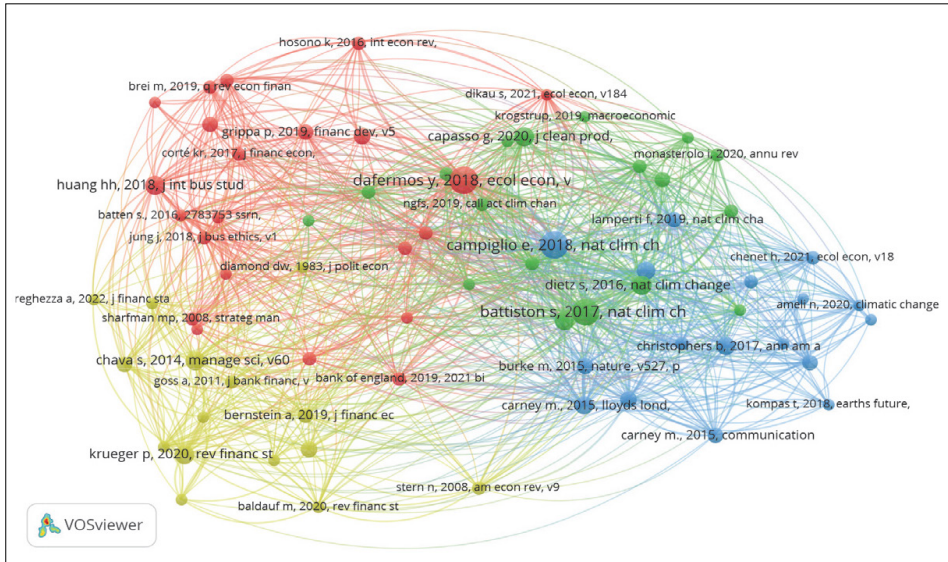 hosono k, 2016, int econ rev,
brei m, 2019, q rev econ finan
dikau s, 2021, ecol econ, v184
krogstrup, 2019, macroeconomic
grippa p, 2019, financ dev, v5
capasso g, 2020, j clean prod,
corté kr, 2017, j financ econ,
monasterolo i, 2020, annu rev
huang hh, 2018, j int bus stud
dafermos y, 2018, ecol econ, v
ngfs, 2019, call act clim chan
batten s., 2016, 2783753 ssrn,
lamperti f, 2019, nat clim cha
jung j, 2018, j bus ethics, v1
campiglio e, 2018, nat clim ch
chenet h, 2021, ecol econ, v18
diamond dw, 1983, j polit econ
dietz s, 2016, nat clim change
reghezza a, 2022, j financ sta
ameli n, 2020, climatic change
battiston s, 2017, nat clim ch
sharfman mp, 2008, strateg man
christophers b, 2017, ann am a
chava s, 2014, manage sci, v60
burke m, 2015, nature, v527, p
goss a, 2011, j bank financ, v
bank of england, 2019, 2021 bi
carney m., 2015, lloyds lond,
kompas t, 2018, earths future,
bernstein a, 2019, j financ ec
carney m., 2015, communication
krueger p, 2020, rev financ st
stern n, 2008, am econ rev, v9
baldauf m, 2020, rev financ st
VOSviewer